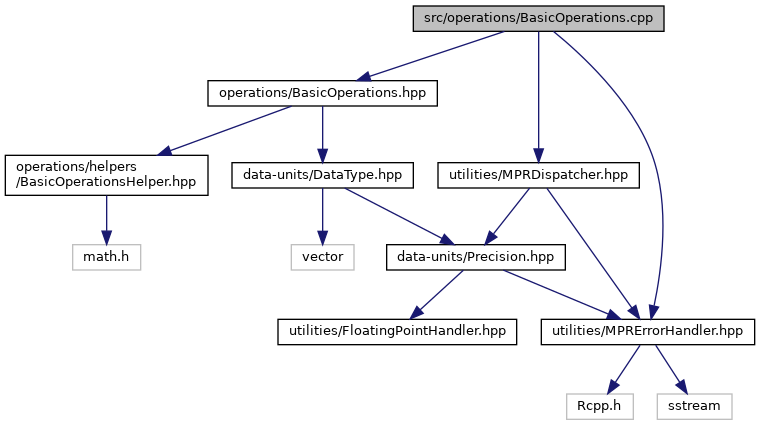 src/operations/BasicOperations.cpp
operations/BasicOperations.hpp
operations/helpers
/BasicOperationsHelper.hpp
data-units/DataType.hpp
utilities/MPRDispatcher.hpp
math.h
vector
data-units/Precision.hpp
utilities/FloatingPointHandler.hpp
utilities/MPRErrorHandler.hpp
Rcpp.h
sstream